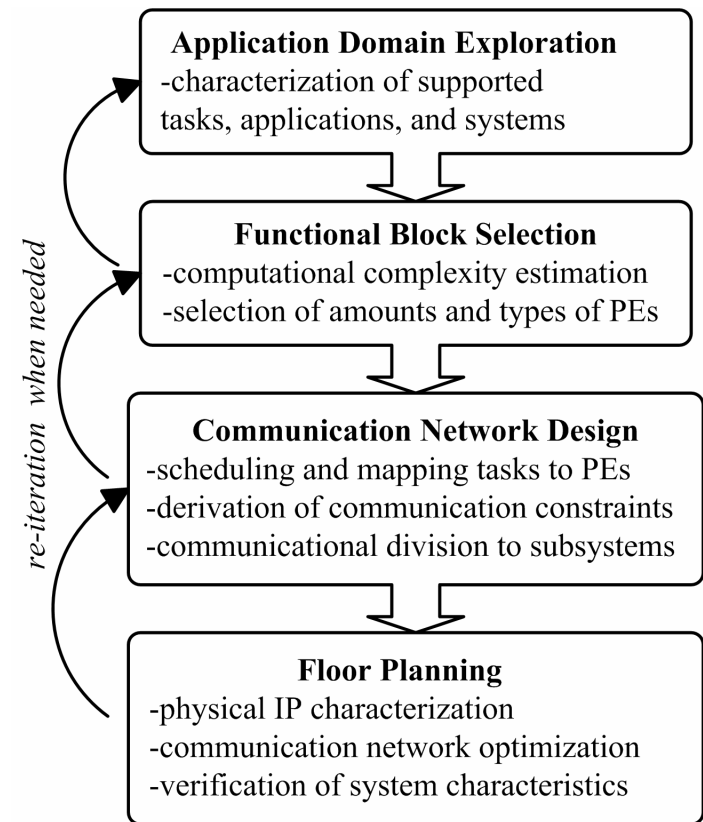 Application Domain Exploration
-characterization of supported
tasks, applications, and systems
Functional Block Selection
-computational complexity estimation
-selection of amounts and types of PEs
Communication Network Design
-scheduling and mapping tasks to PEs
-derivation of communication constraints
-communicational division to subsystems
Floor Planning
-physical IP characterization
-communication network optimization
-verification of system characteristics
re-iteration when needed